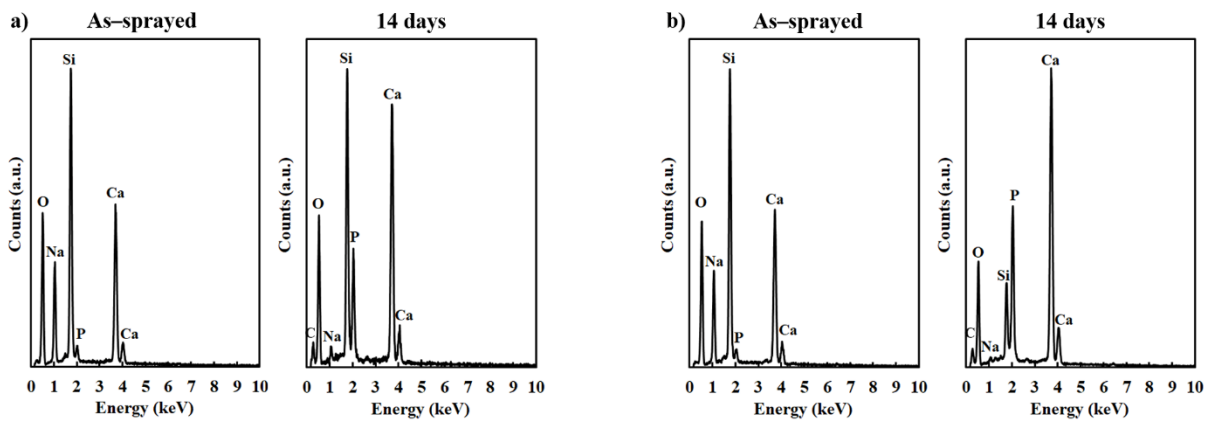 a) As–sprayed 14 days b) As–sprayed 14 days
Si
Si
Si
Ca
Ca
P
O
Ca
O
Ca
O
Na
P
Na
O
Si
P
Ca
C
Na
Ca
P
Ca
C
Na
Ca
Counts (a.u.)
Counts (a.u.)
Counts (a.u.)
Counts (a.u.)
0 1 2 3 4 5 6 7 8 9 10
0 1 2 3 4 5 6 7 8 9 10
0 1 2 3 4 5 6 7 8 9 10
0 1 2 3 4 5 6 7 8 9 10
Energy (keV)
Energy (keV)
Energy (keV)
Energy (keV)